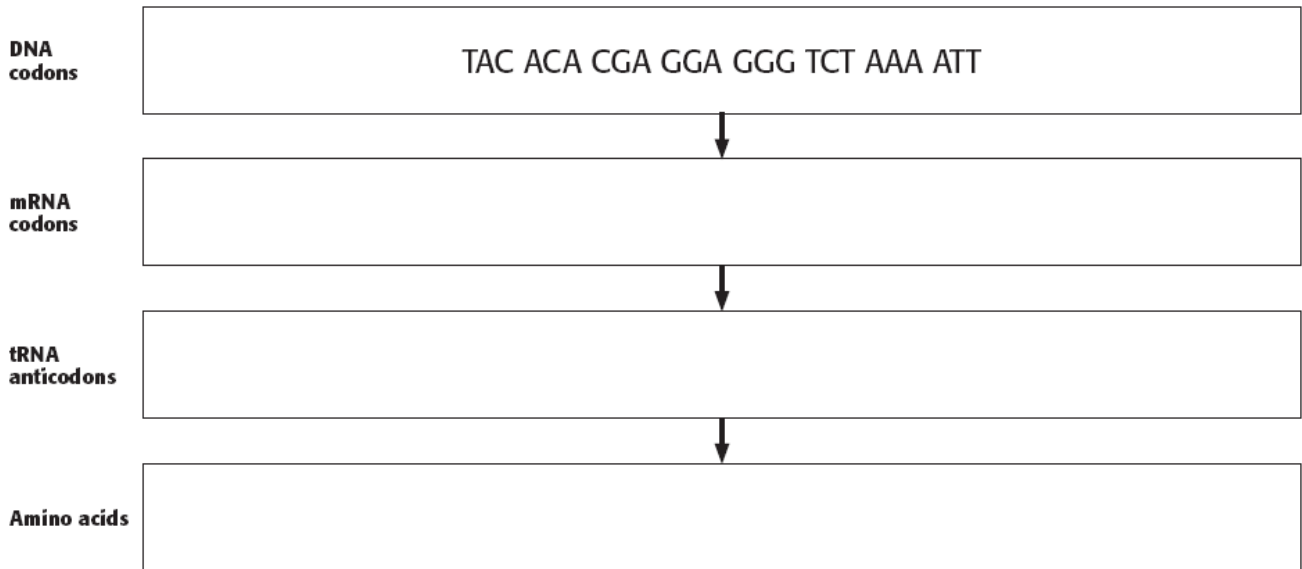 DNA
codons
TAC ACA CGA GGA GGG TCT AAA ATT
mRNA
codons
tRNA
anticodons
Amino acids